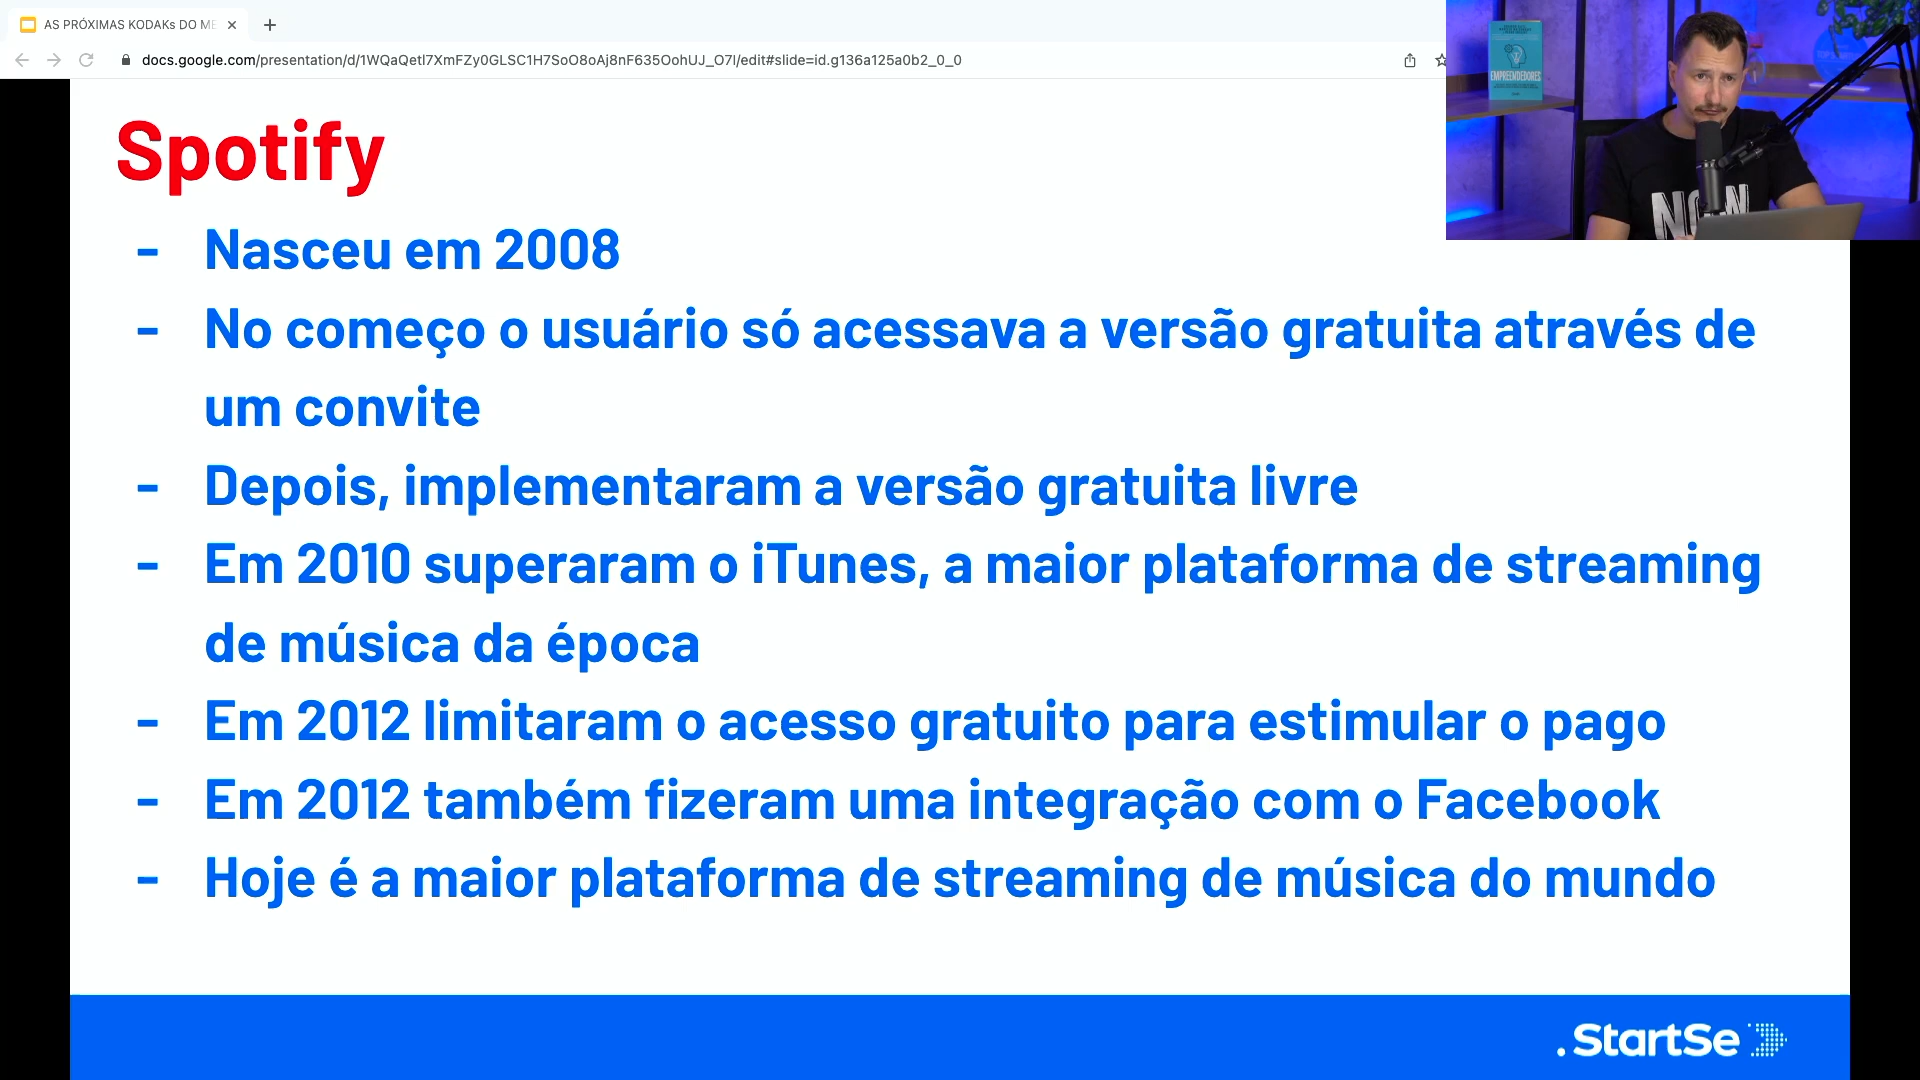 AS PRÓXIMAS KODAKs DO ME
docs.google.com/presentation/d/1WQaQetl7XmFZy0GLSC1H7SoO8oAj8nF635OohUJ_O7I/edit#slide=id.g136a125a0b2_0_0
EMPREENDEDORES
NOW
Spotify
- Nasceu em 2008
- No começo o usuário só acessava a versão gratuita através de
um convite
- Depois, implementaram a versão gratuita livre
- Em 2010 superaram o iTunes, a maior plataforma de streaming
de música da época
- Em 2012 limitaram o acesso gratuito para estimular o pago
- Em 2012 também fizeram uma integração com o Facebook
- Hoje é a maior plataforma de streaming de música do mundo
.StartSe